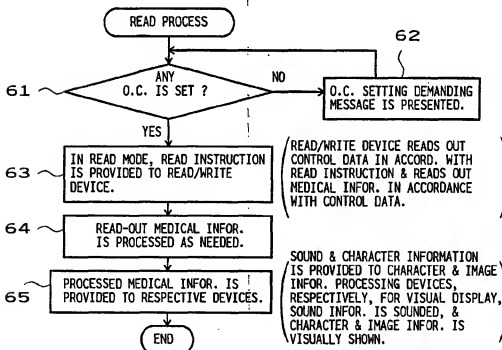 READ PROCESS
62
61
ANY
O.C. IS SET ?
NO
O.C. SETTING DEMANDING
MESSAGE IS PRESENTED.
YES
63
IN READ MODE, READ INSTRUCTION
IS PROVIDED TO READ/WRITE
DEVICE.
READ/WRITE DEVICE READS OUT
CONTROL DATA IN ACCORD. WITH
READ INSTRUCTION & READS OUT
MEDICAL INFOR. IN ACCORDANCE
WITH CONTROL DATA.
64
READ-OUT MEDICAL INFOR.
IS PROCESSED AS NEEDED.
65
PROCESSED MEDICAL INFOR. IS
PROVIDED TO RESPECTIVE DEVICES.
SOUND & CHARACTER INFORMATION
IS PROVIDED TO CHARACTER & IMAGE
INFOR. PROCESSING DEVICES,
RESPECTIVELY, FOR VISUAL DISPLAY,
SOUND INFOR. IS SOUNDED, &
CHARACTER & IMAGE INFOR. IS
VISUALLY SHOWN.
END